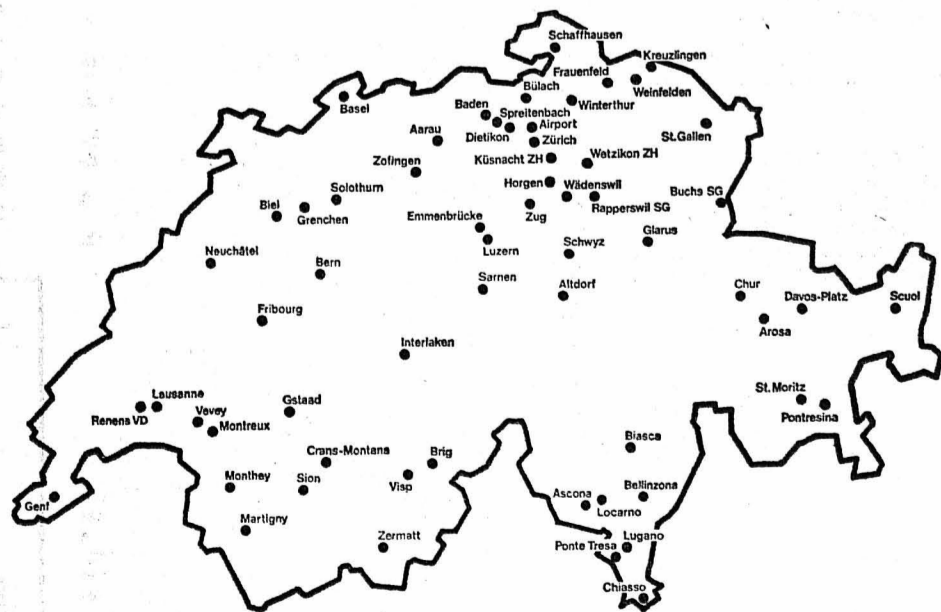 Schaffhausen
Kreuzlingen
Frauenfeld
Weinfelden
Bülach
Winterthur
Basel
Baden
Spreitenbach
Dietikon
Airport
St.Gallen
Aarau
Zürich
Küsnacht ZH
Wetzikon ZH
Zofingen
Horgen
Wädenswil
Rapperswil SG
Buchs SG
Solothurn
Biel
Grenchen
Zug
Emmenbrücke
Luzern
Glarus
Schwyz
Neuchâtel
Bern
Sarnen
Altdorf
Chur
Davos-Platz
Scuol
Arosa
Fribourg
Interlaken
Lausanne
Renens VD
Vevey
Montreux
Gstaad
St.Moritz
Pontresina
Biasca
Crans-Montana
Brig
Visp
Monthey
Sion
Genf
Ascona
Locarno
Bellinzona
Martigny
Zermatt
Lugano
Ponte Tresa
Chiasso